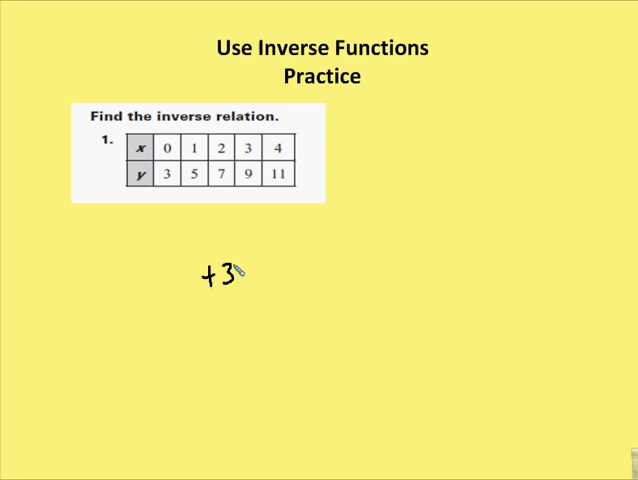 Use Inverse Functions
Practice
Find the inverse relation.
1.
x 0 1 2 3 4
y 3 5 7 9 11
+3